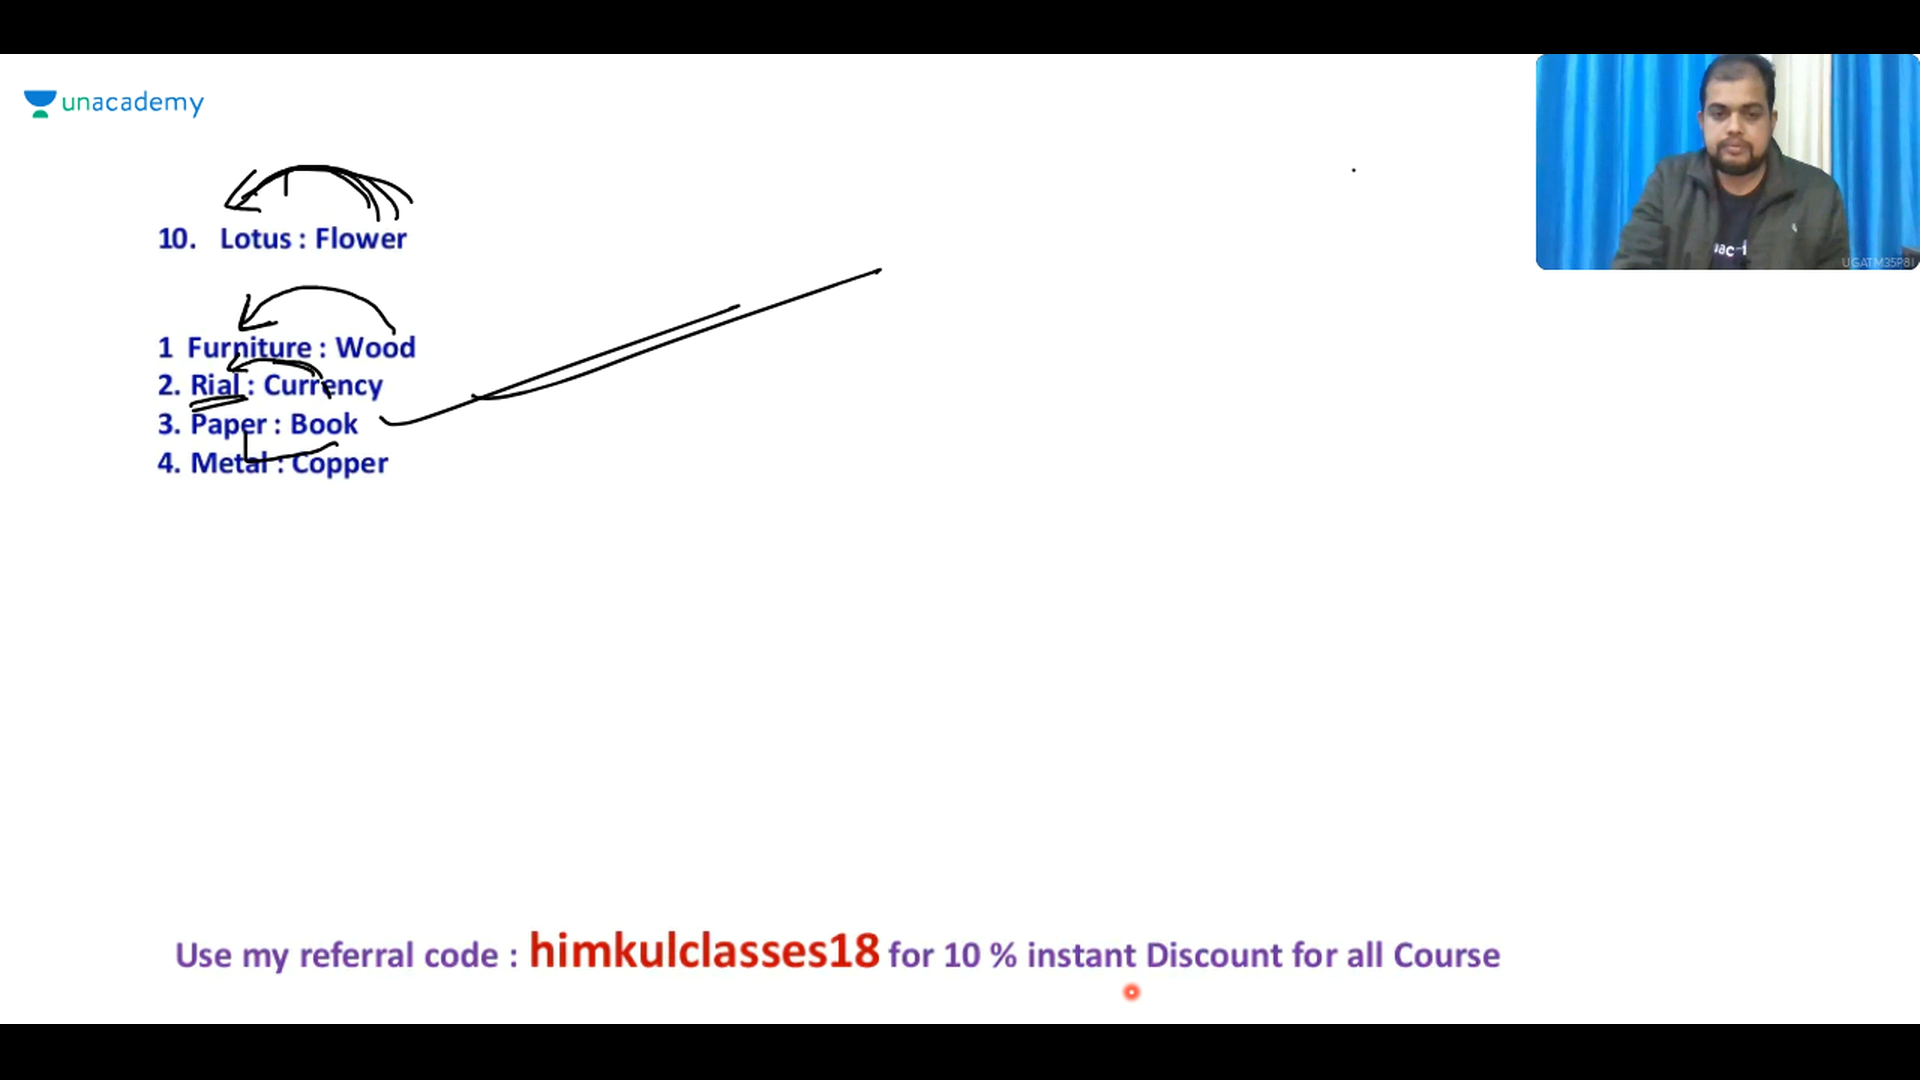 unacademy
10. Lotus : Flower
1 Furniture : Wood
2. Rial : Currency
3. Paper : Book
4. Metal : Copper
Use my referral code : himkulclasses18 for 10 % instant Discount for all Course
UGATM35P8I